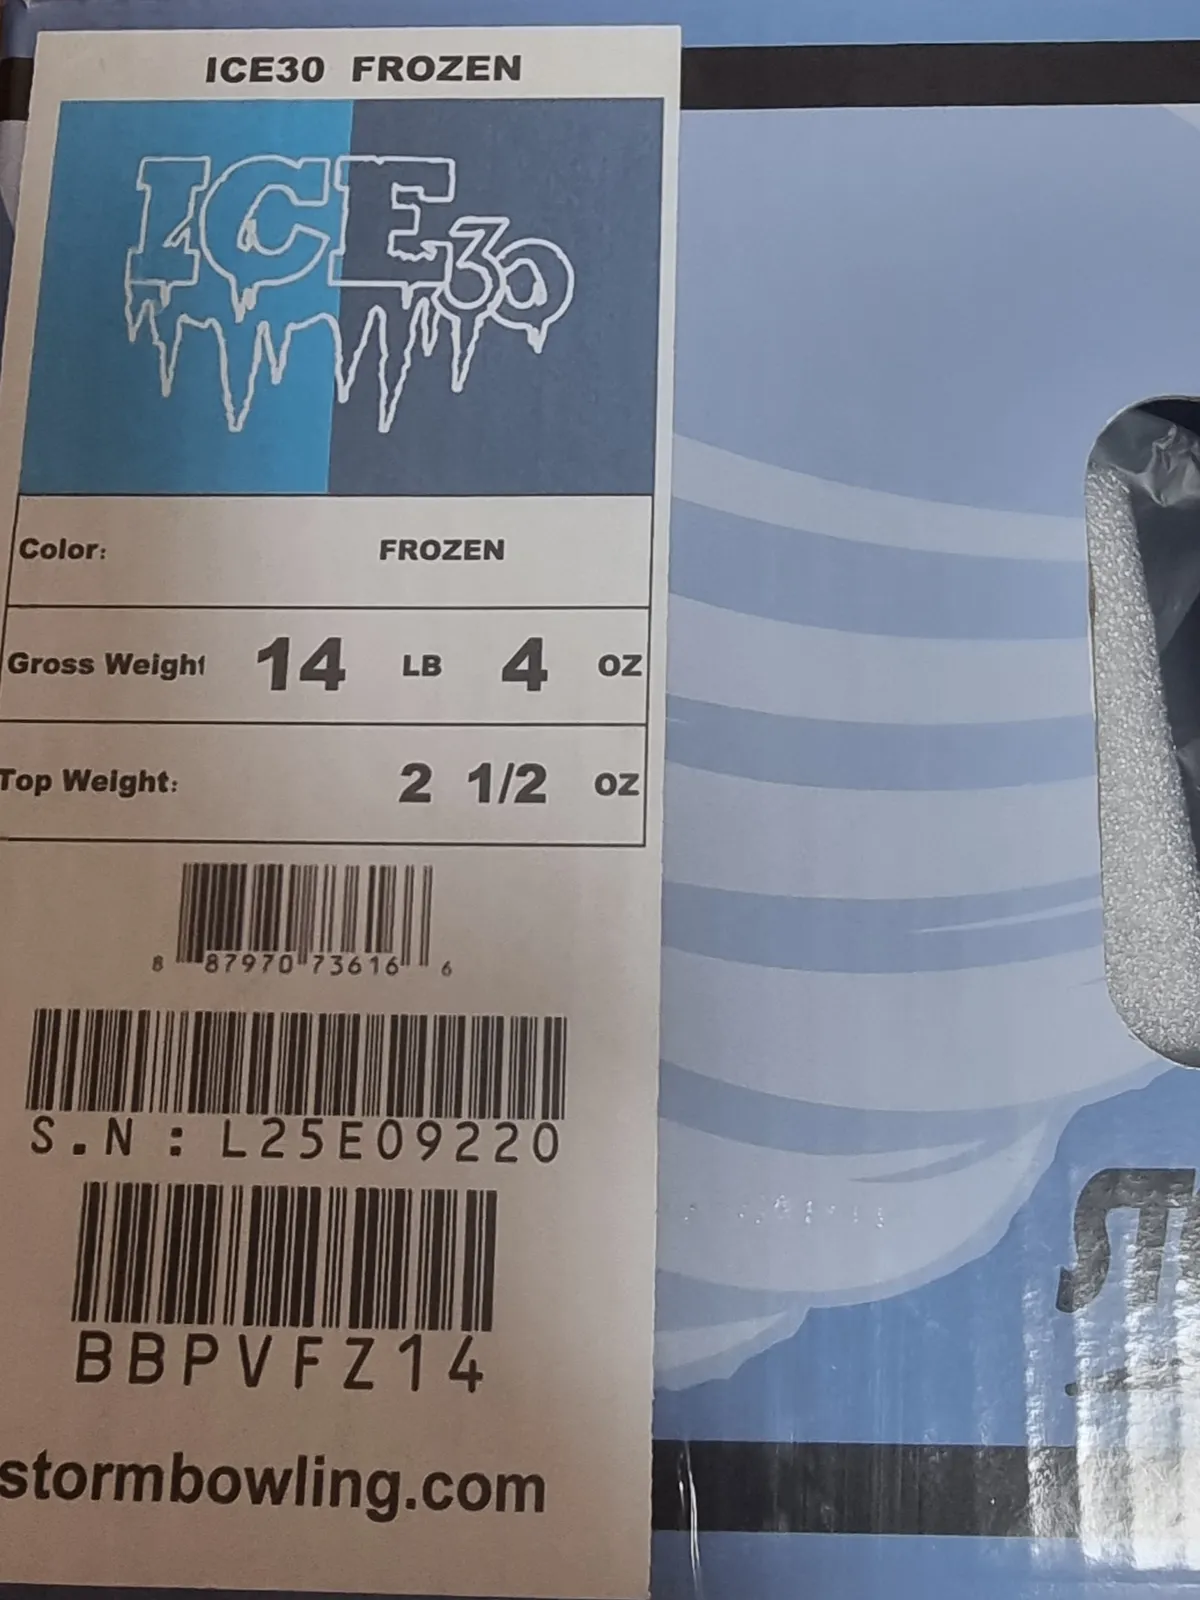 ICE30 FROZEN
ICE30
Color: FROZEN
Gross Weight 14 LB 4 OZ
Top Weight: 2 1/2 OZ
8 87970 73616 6
S.N : L25E09220
BBPVFZ14
stormbowling.com